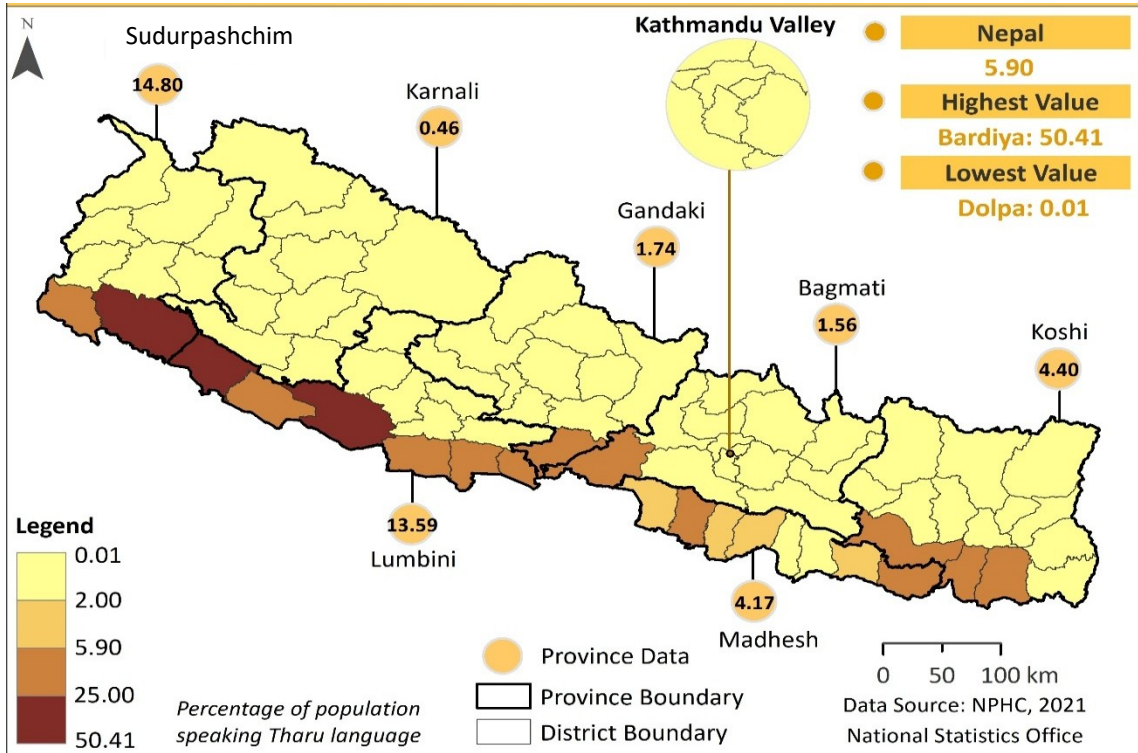 N
Sudurpashchim
14.80
Karnali
0.46
Kathmandu Valley
Gandaki
1.74
Bagmati
1.56
Koshi
4.40
Nepal
5.90
Highest Value
Bardiya: 50.41
Lowest Value
Dolpa: 0.01
13.59
Lumbini
4.17
Madhesh
Legend
0.01
2.00
5.90
25.00
50.41
Percentage of population
speaking Tharu language
Province Data
Province Boundary
District Boundary
0 50 100 km
Data Source: NPHC, 2021
National Statistics Office